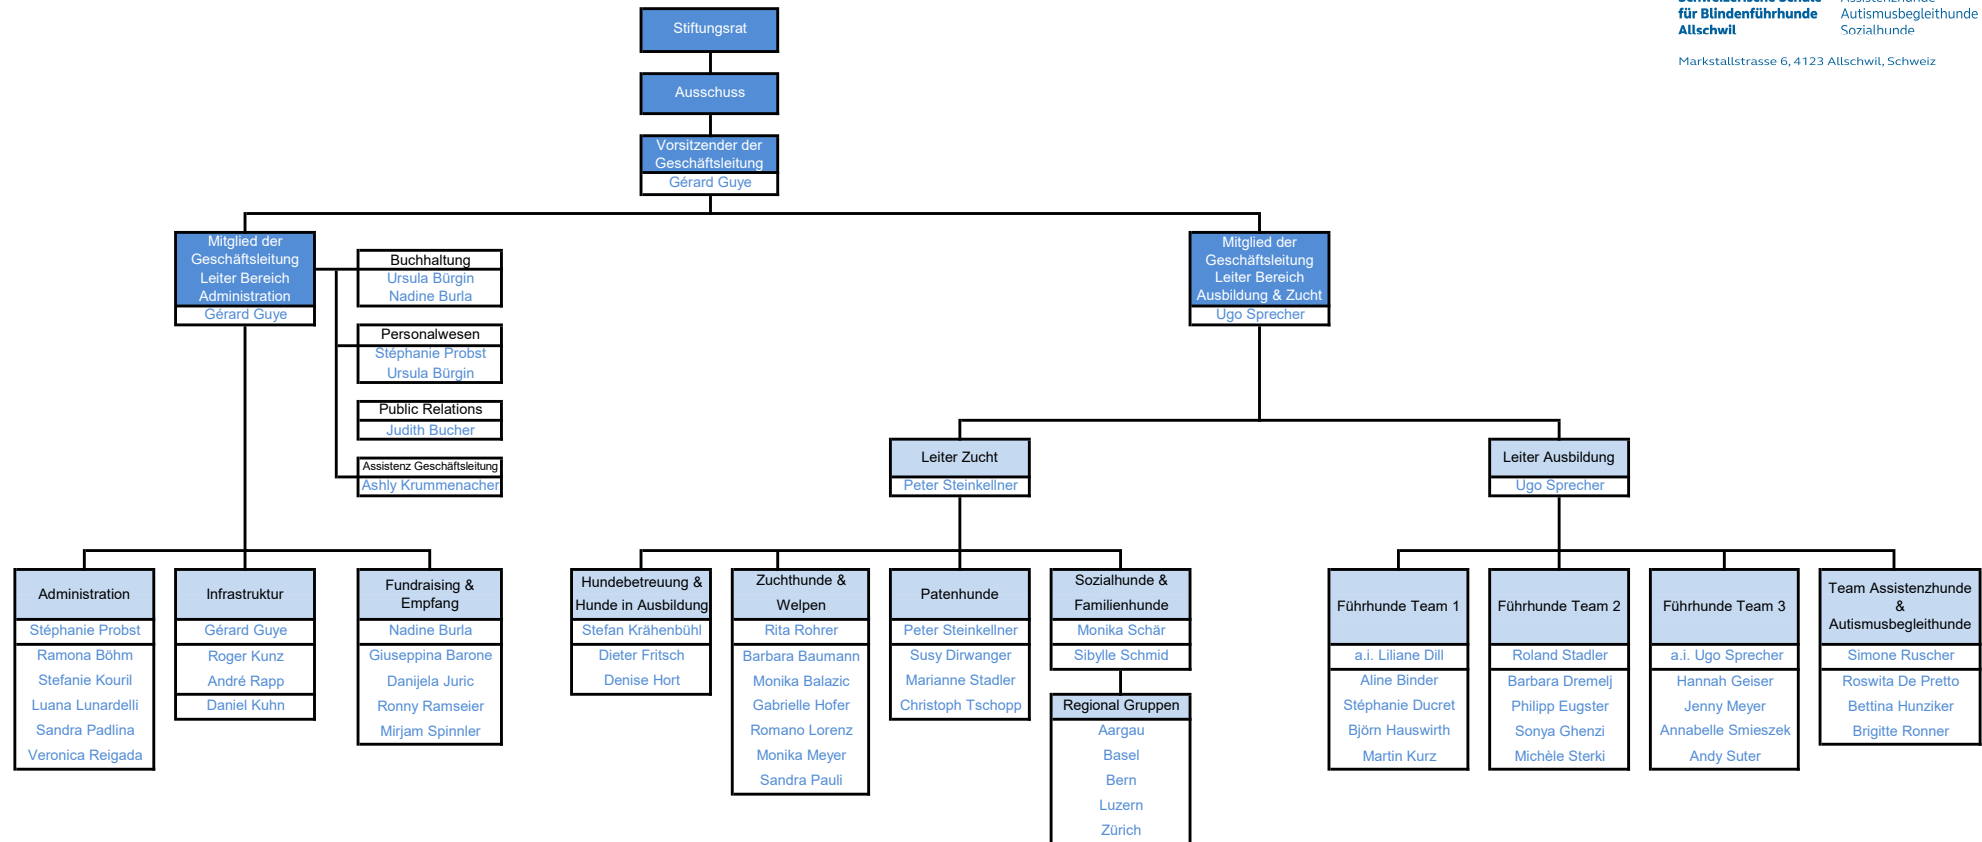 Schweizerische Schule
für Blindenführhunde
Allschwil
Assistenzhunde
Autismusbegleithunde
Sozialhunde
Markstallstrasse 6, 4123 Allschwil, Schweiz
Stiftungsrat
Ausschuss
Vorsitzender der
Geschäftsleitung
Gérard Guye
Mitglied der
Geschäftsleitung
Leiter Bereich
Administration
Gérard Guye
Buchhaltung
Ursula Bürgin
Nadine Burla
Personalwesen
Stéphanie Probst
Ursula Bürgin
Public Relations
Judith Bucher
Assistenz Geschäftsleitung
Ashly Krummenacher
Mitglied der
Geschäftsleitung
Leiter Bereich
Ausbildung & Zucht
Ugo Sprecher
Leiter Zucht
Peter Steinkellner
Leiter Ausbildung
Ugo Sprecher
Administration
Stéphanie Probst
Ramona Böhm
Stefanie Kouril
Luana Lunardelli
Sandra Padlina
Veronica Reigada
Infrastruktur
Gérard Guye
Roger Kunz
André Rapp
Daniel Kuhn
Fundraising &
Empfang
Nadine Burla
Giuseppina Barone
Danijela Juric
Ronny Ramseier
Mirjam Spinnler
Hundebetreuung &
Hunde in Ausbildung
Stefan Krähenbühl
Dieter Fritsch
Denise Hort
Zuchthunde &
Welpen
Rita Rohrer
Barbara Baumann
Monika Balazic
Gabrielle Hofer
Romano Lorenz
Monika Meyer
Sandra Pauli
Patenhunde
Peter Steinkellner
Susy Dirwanger
Marianne Stadler
Christoph Tschopp
Sozialhunde &
Familienhunde
Monika Schär
Sibylle Schmid
Regional Gruppen
Aargau
Basel
Bern
Luzern
Zürich
Führhunde Team 1
a.i. Liliane Dill
Aline Binder
Stéphanie Ducret
Björn Hauswirth
Martin Kurz
Führhunde Team 2
Roland Stadler
Barbara Dremelj
Philipp Eugster
Sonya Ghenzi
Michèle Sterki
Führhunde Team 3
a.i. Ugo Sprecher
Hannah Geiser
Jenny Meyer
Annabelle Smieszek
Andy Suter
Team Assistenzhunde
&
Autismusbegleithunde
Simone Ruscher
Roswita De Pretto
Bettina Hunziker
Brigitte Ronner